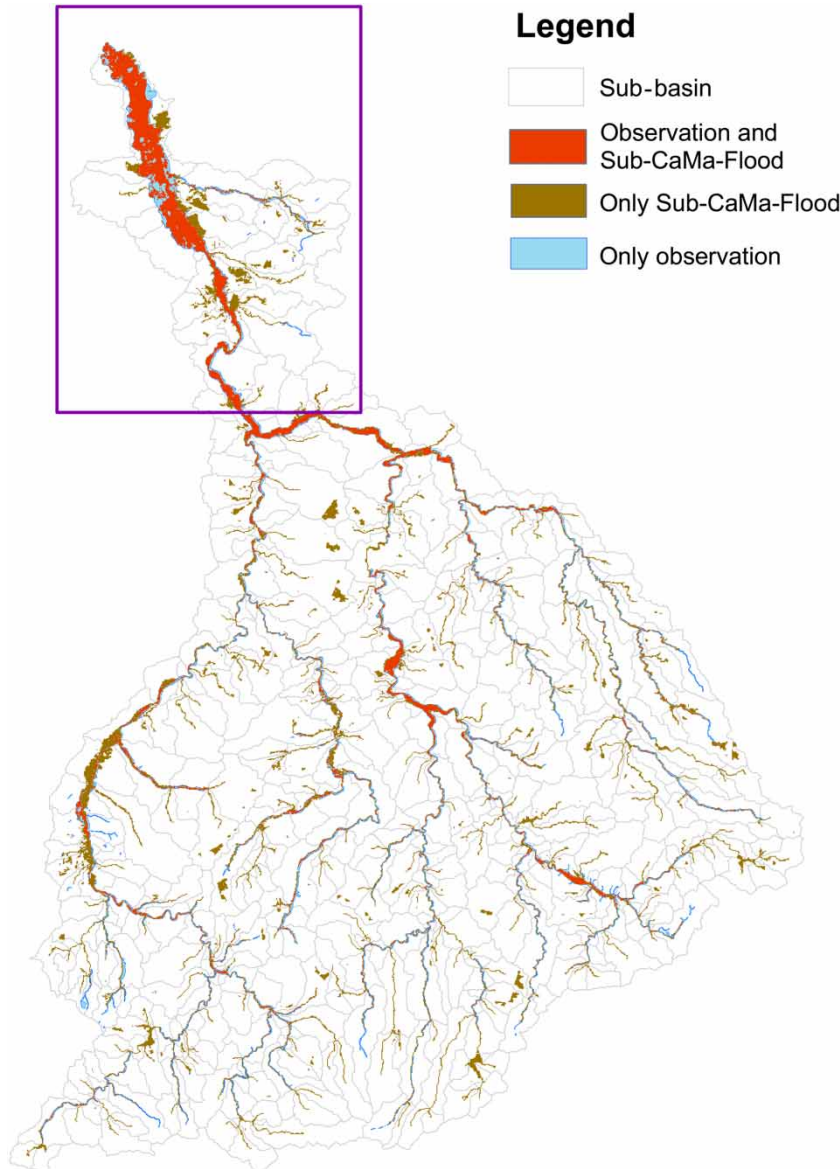 Legend
Sub-basin
Observation and
Sub-CaMa-Flood
Only Sub-CaMa-Flood
Only observation